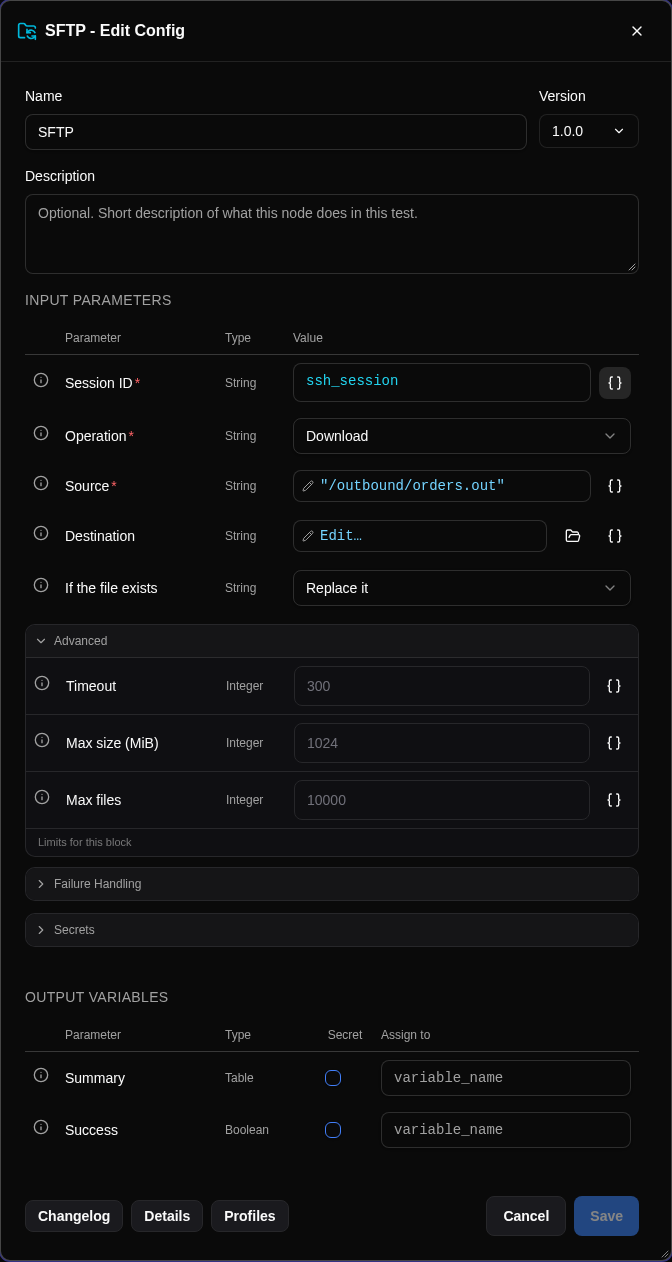 SFTP - Edit Config
Name
Version
SFTP
1.0.0
Description
Optional. Short description of what this node does in this test.
INPUT PARAMETERS
Parameter Type Value
Session ID* String ssh_session { }
Operation* String Download
Source* String "/outbound/orders.out" { }
Destination String Edit… { }
If the file exists String Replace it
Advanced
Timeout Integer 300 { }
Max size (MiB) Integer 1024 { }
Max files Integer 10000 { }
Limits for this block
Failure Handling
Secrets
OUTPUT VARIABLES
Parameter Type Secret Assign to
Summary Table variable_name
Success Boolean variable_name
Changelog Details Profiles Cancel Save